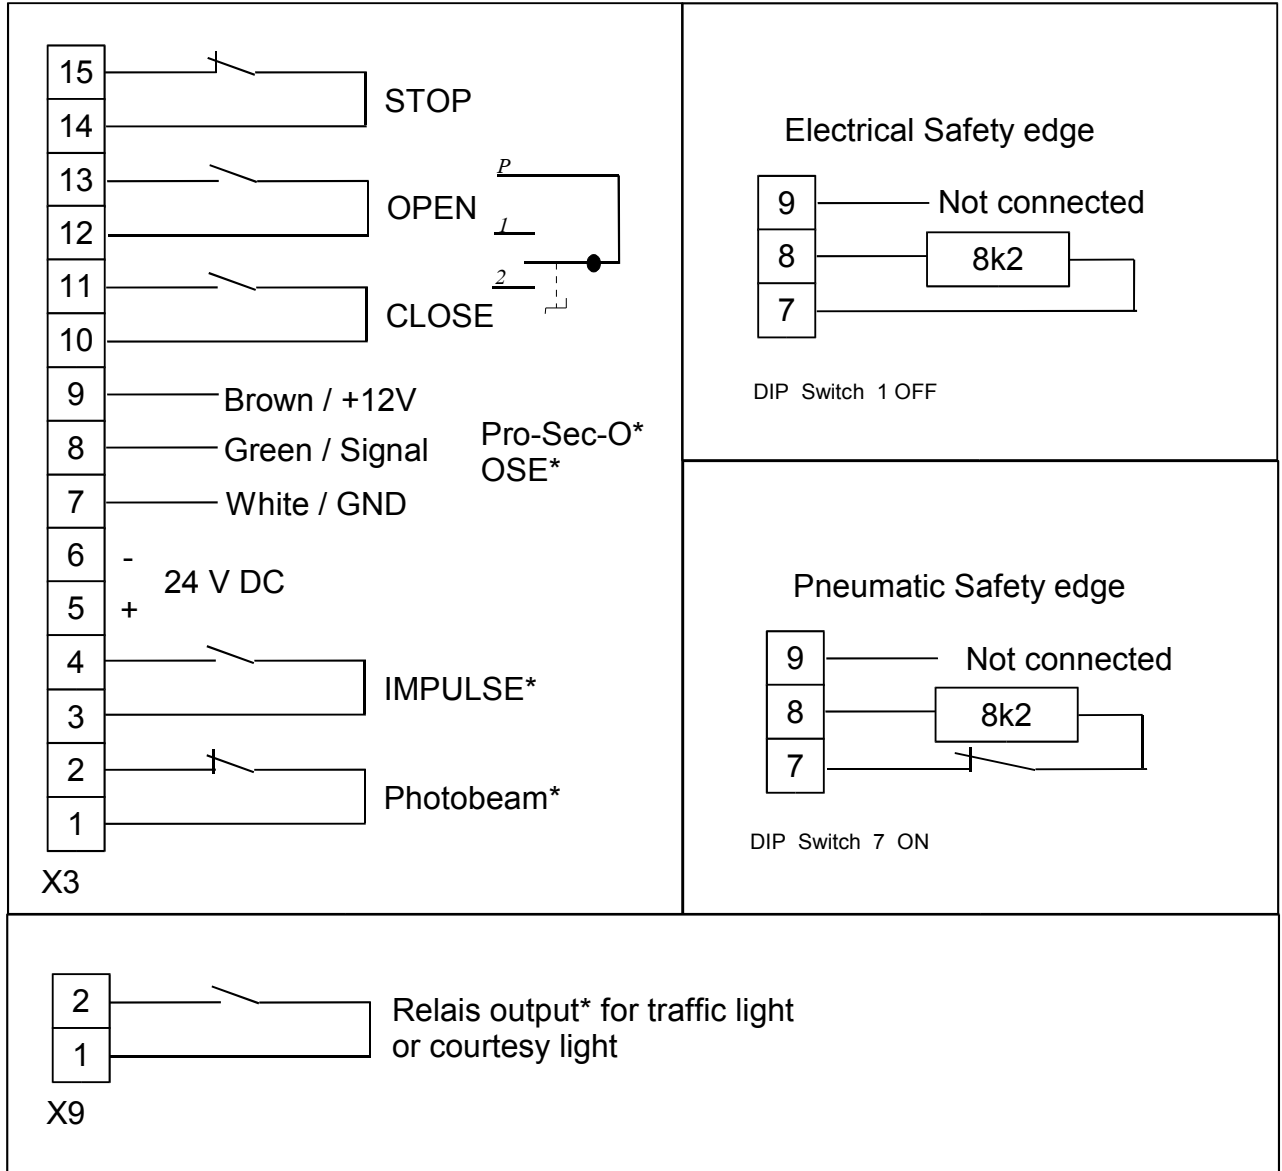 15
STOP
14
13
P
OPEN
12
1
11
2
CLOSE
10
9
Brown / +12V
8
Green / Signal
Pro-Sec-O*
OSE*
7
White / GND
6 -
24 V DC
5 +
4
IMPULSE*
3
2
Photobeam*
1
X3
Electrical Safety edge
9
Not connected
8
8k2
7
DIP Switch 1 OFF
Pneumatic Safety edge
9
Not connected
8
8k2
7
DIP Switch 7 ON
2
Relais output* for traffic light
or courtesy light
1
X9